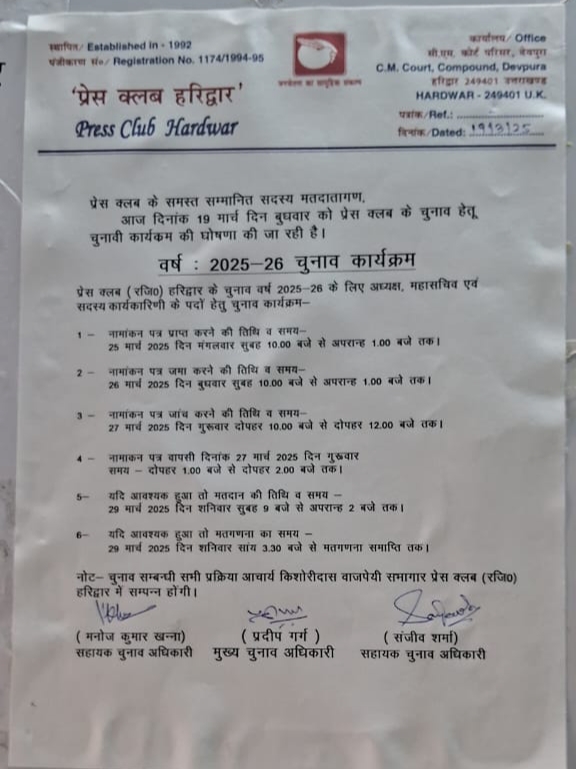 स्थापित/ Established in - 1992
पंजीकरण सं०/ Registration No. 1174/1994-95
'प्रेस क्लब हरिद्वार'
Press Club Hardwar
कार्यालय/ Office
सी.एम. कोर्ट परिसर, देवपुरा
C.M. Court, Compound, Devpura
हरिद्वार 249401 उत्तराखण्ड
HARDWAR - 249401 U.K.
पत्रांक/Ref.:
दिनांक/Dated: 19/3/25
प्रेस क्लब के समस्त सम्मानित सदस्य मतदातागण,
आज दिनांक 19 मार्च दिन बुधवार को प्रेस क्लब के चुनाव हेतू
चुनावी कार्यकम की घोषणा की जा रही है।
वर्ष : 2025–26 चुनाव कार्यक्रम
प्रेस क्लब (रजि0) हरिद्वार के चुनाव वर्ष 2025-26 के लिए अध्यक्ष, महासचिव एवं
सदस्य कार्यकारिणी के पदों हेतु चुनाव कार्यक्रम–
1 – नामांकन पत्र प्राप्त करने की तिथि व समय–
25 मार्च 2025 दिन मंगलवार सुबह 10.00 बजे से अपरान्ह 1.00 बजे तक।
2 – नामांकन पत्र जमा करने की तिथि व समय–
26 मार्च 2025 दिन बुधवार सुबह 10.00 बजे से अपरान्ह 1.00 बजे तक।
3 – नामांकन पत्र जांच करने की तिथि व समय–
27 मार्च 2025 दिन गुरूवार दोपहर 10.00 से दोपहर 12.00 बजे तक।
4 – नामाकन पत्र वापसी दिनांक 27 मार्च 2025 दिन गुरूवार
समय – दोपहर 1.00 बजे से दोपहर 2.00 बजे तक।
5– यदि आवश्यक हुआ तो मतदान की तिथि व समय –
29 मार्च 2025 दिन शनिवार सुबह 9 बजे से अपरान्ह 2 बजे तक।
6– यदि आवश्यक हुआ तो मतगणना का समय –
29 मार्च 2025 दिन शनिवार सांय 3.30 बजे से मतगणना समाप्ति तक।
नोट– चुनाव सम्बन्धी सभी प्रक्रिया आचार्य किशोरीदास वाजपेयी सभागार प्रेस क्लब (रजि0)
हरिद्वार में सम्पन्न होंगी।
( मनोज कुमार खन्ना) ( प्रदीप गर्ग ) ( संजीव शर्मा)
सहायक चुनाव अधिकारी मुख्य चुनाव अधिकारी सहायक चुनाव अधिकारी